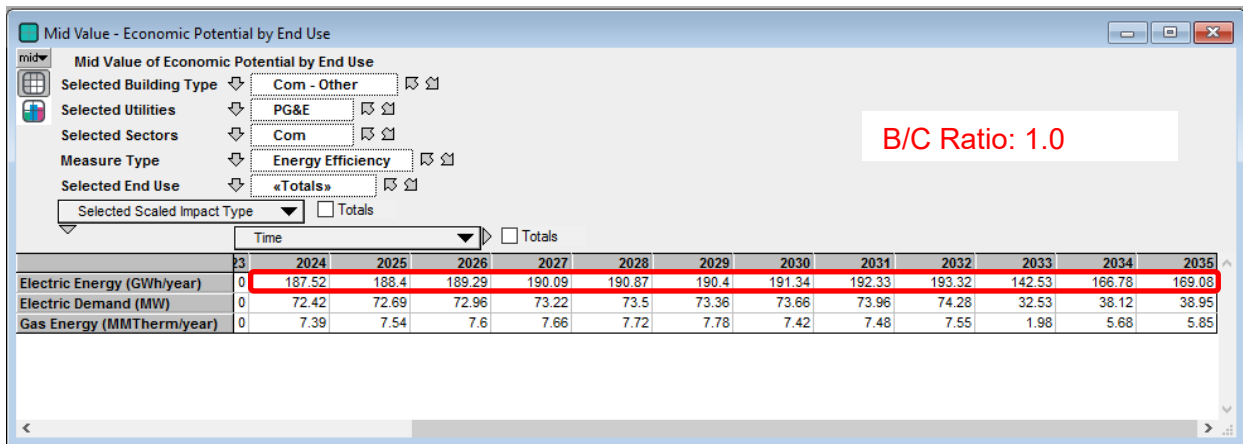 Mid Value - Economic Potential by End Use
mid
Mid Value of Economic Potential by End Use
Selected Building Type Com - Other
Selected Utilities PG&E
Selected Sectors Com
B/C Ratio: 1.0
Measure Type Energy Efficiency
Selected End Use «Totals»
Selected Scaled Impact Type Totals
Time Totals
23 2024 2025 2026 2027 2028 2029 2030 2031 2032 2033 2034 2035
Electric Energy (GWh/year) 0 187.52 188.4 189.29 190.09 190.87 190.4 191.34 192.33 193.32 142.53 166.78 169.08
Electric Demand (MW) 0 72.42 72.69 72.96 73.22 73.5 73.36 73.66 73.96 74.28 32.53 38.12 38.95
Gas Energy (MMTherm/year) 0 7.39 7.54 7.6 7.66 7.72 7.78 7.42 7.48 7.55 1.98 5.68 5.85